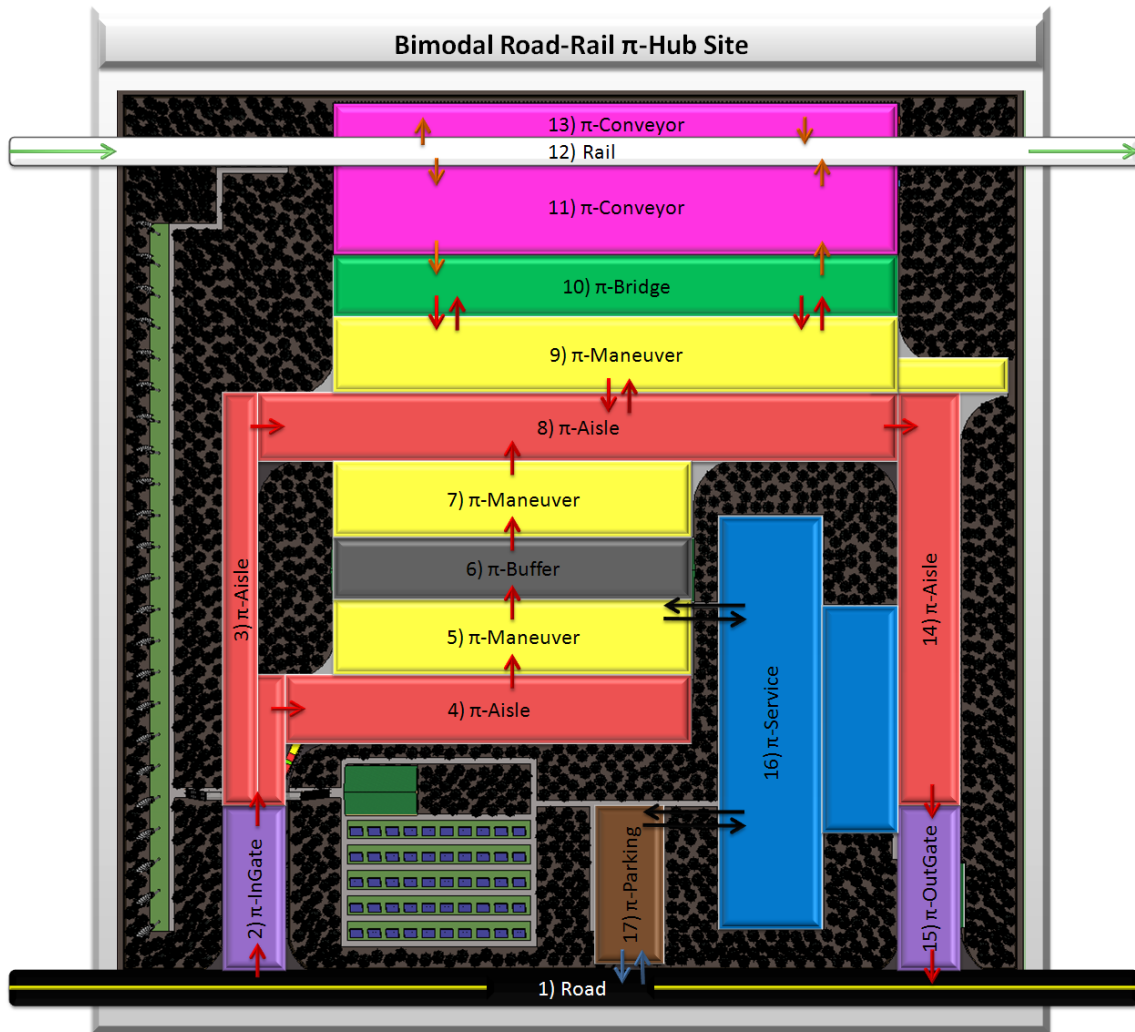 Bimodal Road-Rail π-Hub Site
13) π-Conveyor
12) Rail
11) π-Conveyor
10) π-Bridge
9) π-Maneuver
8) π-Aisle
7) π-Maneuver
6) π-Buffer
5) π-Maneuver
4) π-Aisle
3) π-Aisle
14) π-Aisle
16) π-Service
2) π-InGate
17) π-Parking
15) π-OutGate
1) Road